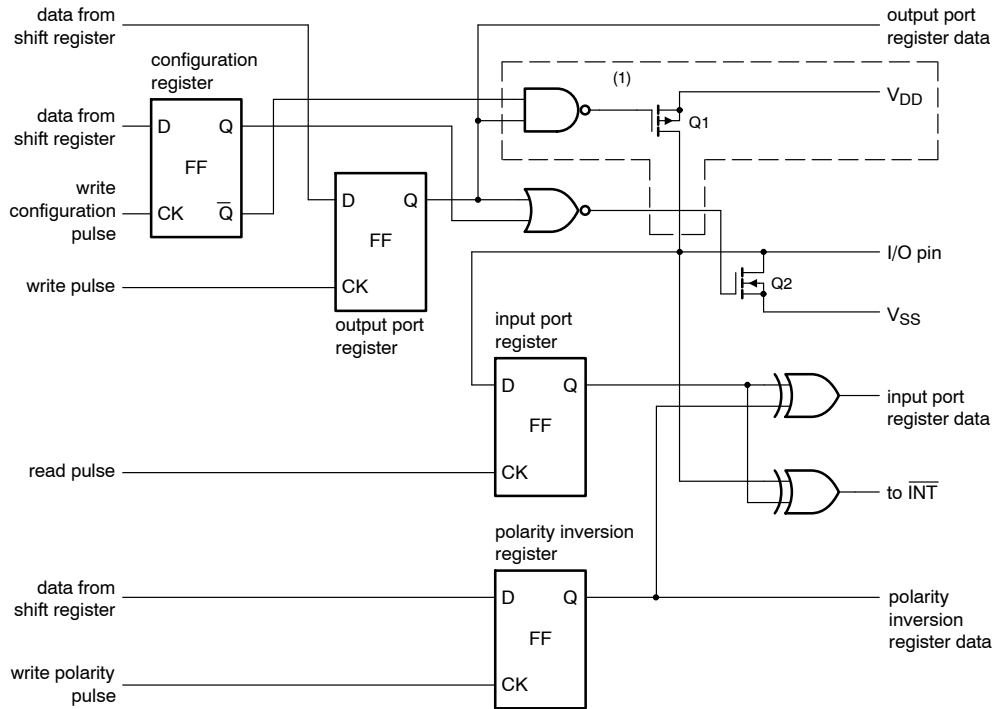 data from
shift register
output port
register data
configuration
register
(1)
VDD
Q1
data from
shift register
D
Q
FF
write
configuration
pulse
CK
Q̅
D
Q
FF
CK
write pulse
output port
register
I/O pin
Q2
VSS
input port
register
D
Q
FF
CK
input port
register data
read pulse
to I̅N̅T̅
polarity inversion
register
data from
shift register
D
Q
FF
CK
polarity
inversion
register data
write polarity
pulse